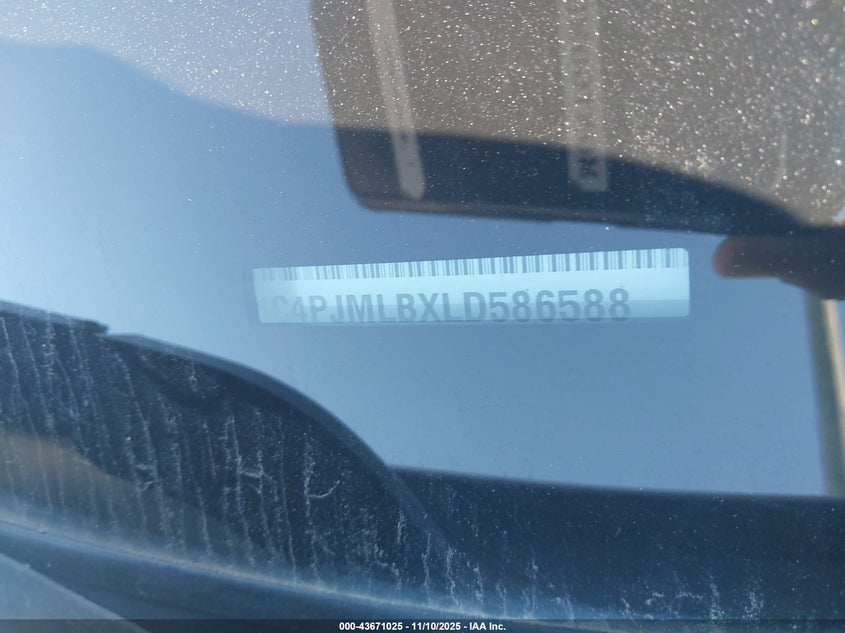 C4PJMLBXLD586588
000-43671025 - 11/10/2025 - IAA Inc.